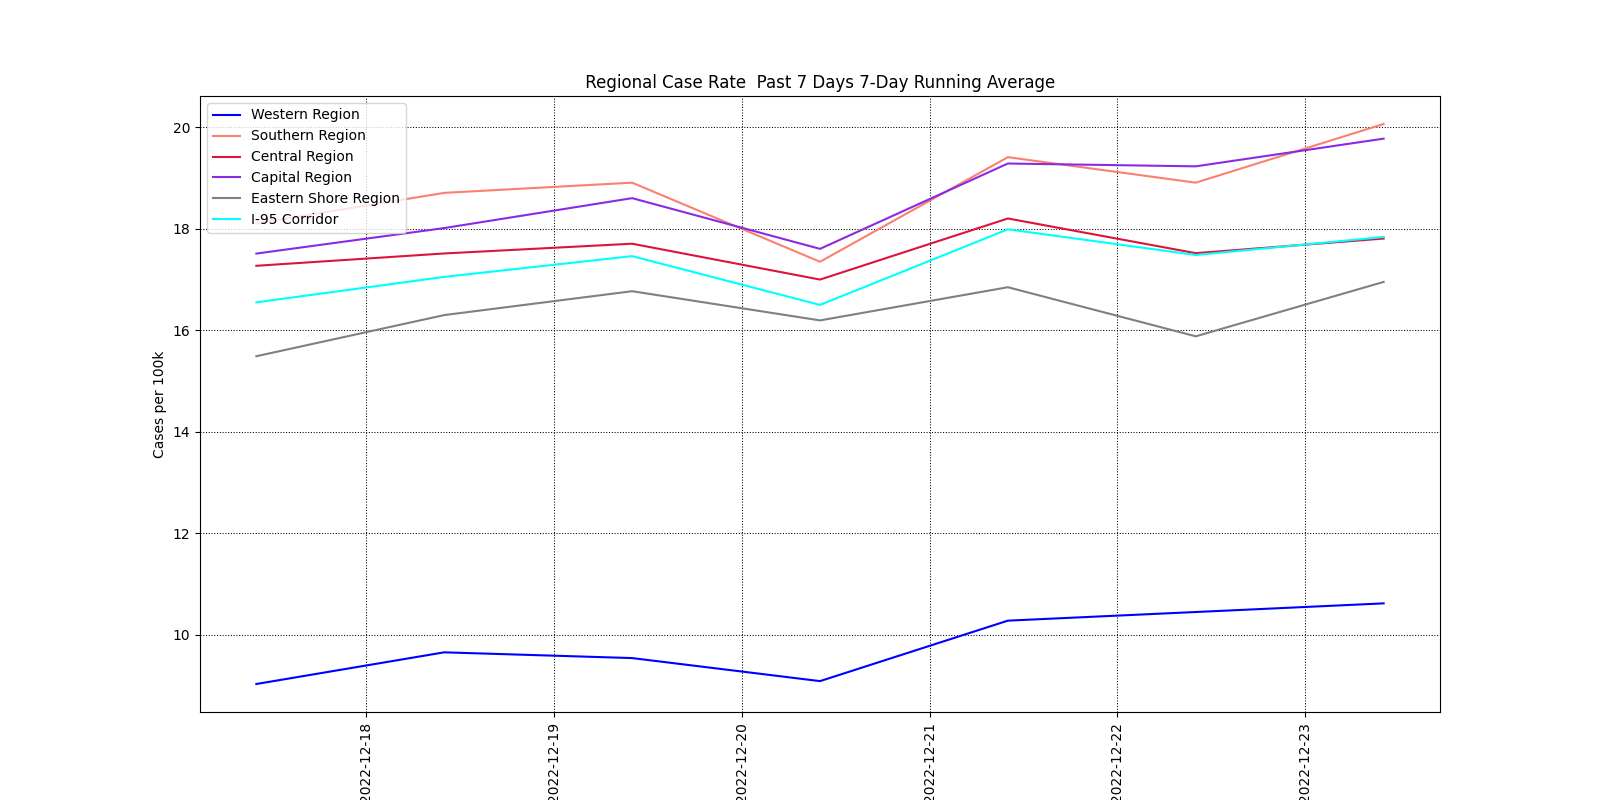 Regional Case Rate  Past 7 Days 7-Day Running Average
Western Region
Southern Region
Central Region
Capital Region
Eastern Shore Region
I-95 Corridor
20
18
16
14
12
10
Cases per 100k
2022-12-18
2022-12-19
2022-12-20
2022-12-21
2022-12-22
2022-12-23